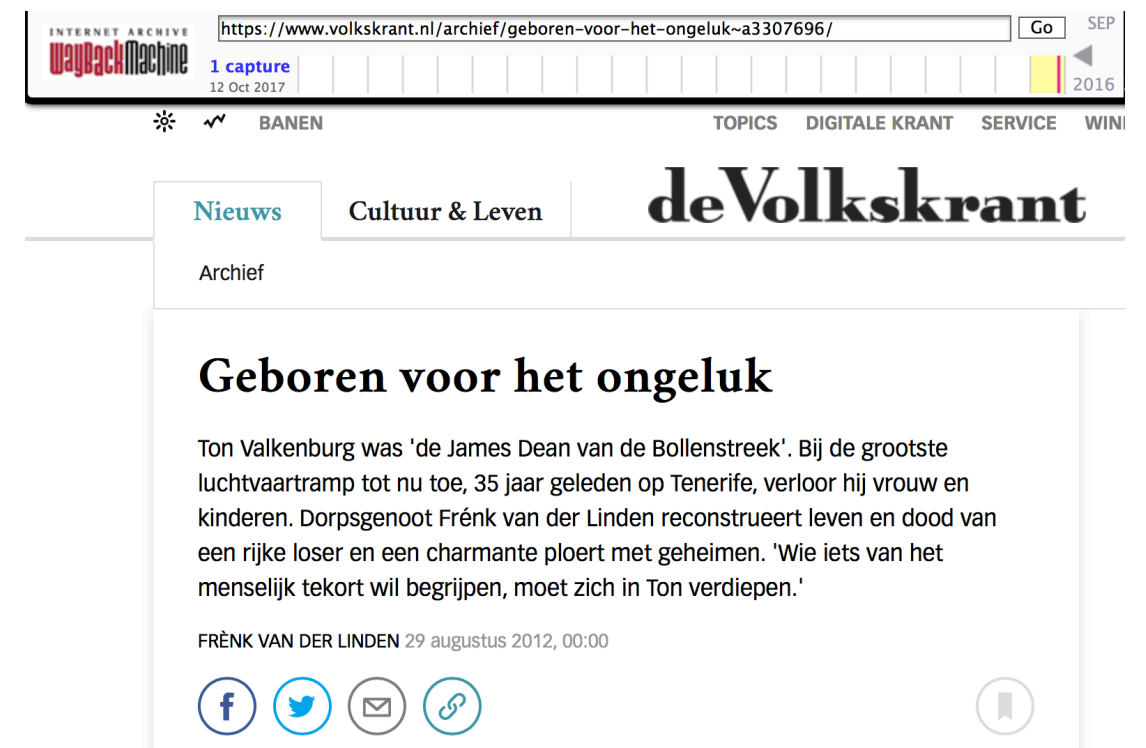 INTERNET ARCHIVE
WayBackMachine
https://www.volkskrant.nl/archief/geboren-voor-het-ongeluk~a3307696/
Go
SEP
1 capture
12 Oct 2017
2016
BANEN
TOPICS
DIGITALE KRANT
SERVICE
Nieuws
Cultuur & Leven
de Volkskrant
Archief
Geboren voor het ongeluk
Ton Valkenburg was 'de James Dean van de Bollenstreek'. Bij de grootste
luchtvaartramp tot nu toe, 35 jaar geleden op Tenerife, verloor hij vrouw en
kinderen. Dorpsgenoot Frénk van der Linden reconstrueert leven en dood van
een rijke loser en een charmante ploert met geheimen. 'Wie iets van het
menselijk tekort wil begrijpen, moet zich in Ton verdiepen.'
FRÈNK VAN DER LINDEN 29 augustus 2012, 00:00